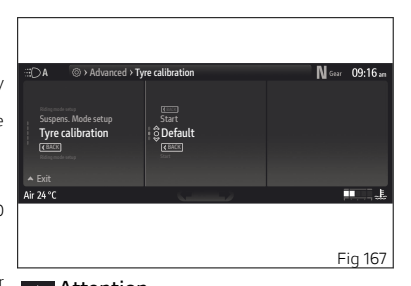 A Advanced › Tyre calibration N Gear 09:16 am
Riding mode setup
Suspens. Mode setup
Tyre calibration
‹ BACK
Riding mode setup
Exit
‹ BACK
Start
Default
‹ BACK
Start
Air 24 °C
Fig 167
Attention